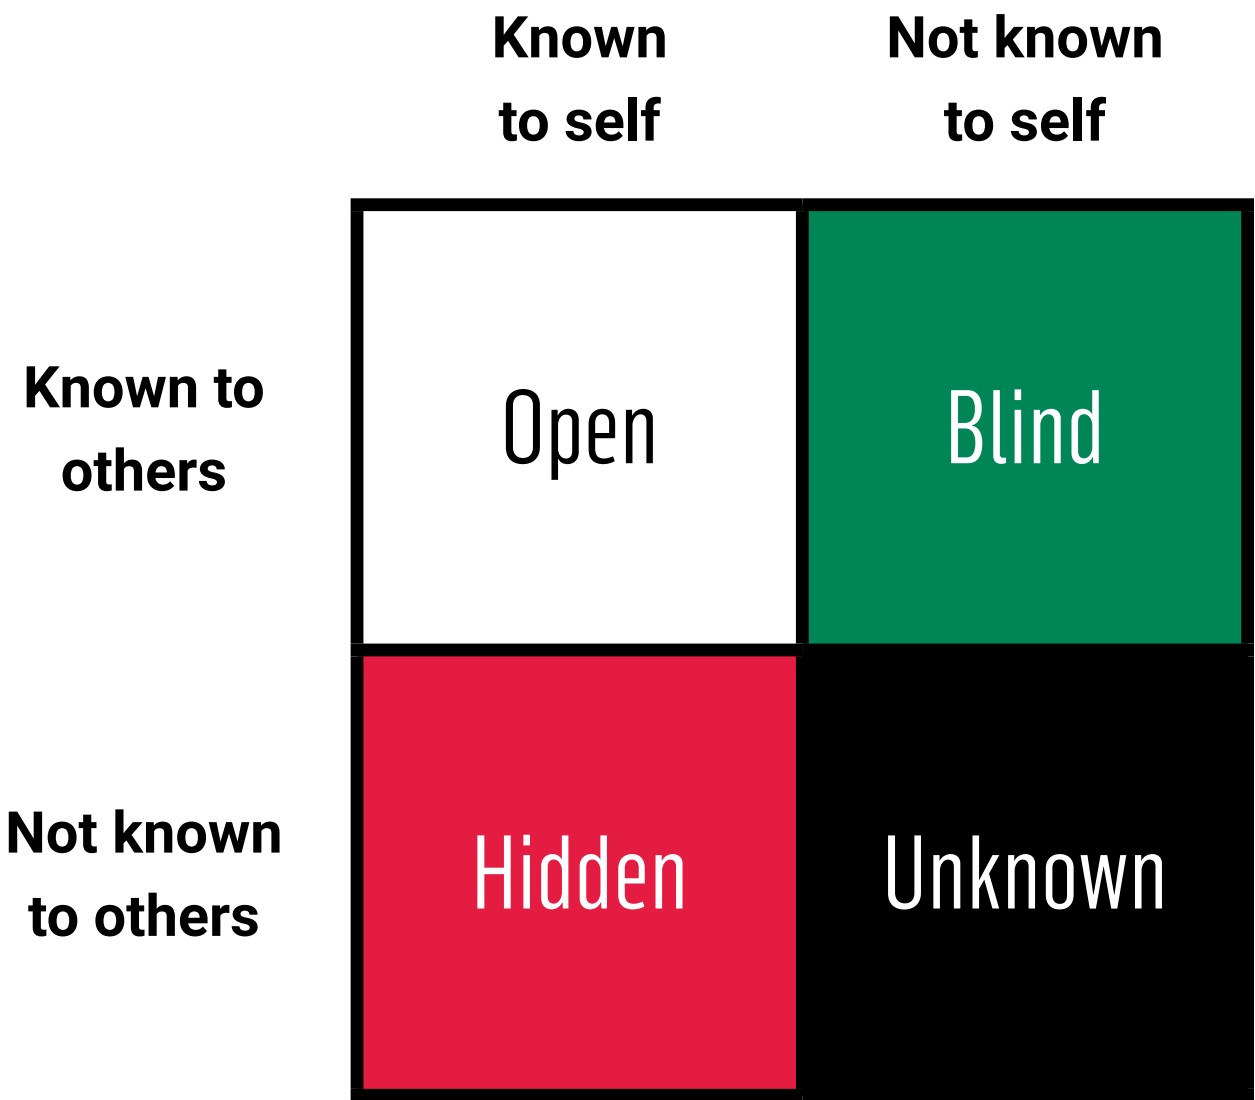 Known
to self
Not known
to self
Known to
others
Open
Blind
Not known
to others
Hidden
Unknown